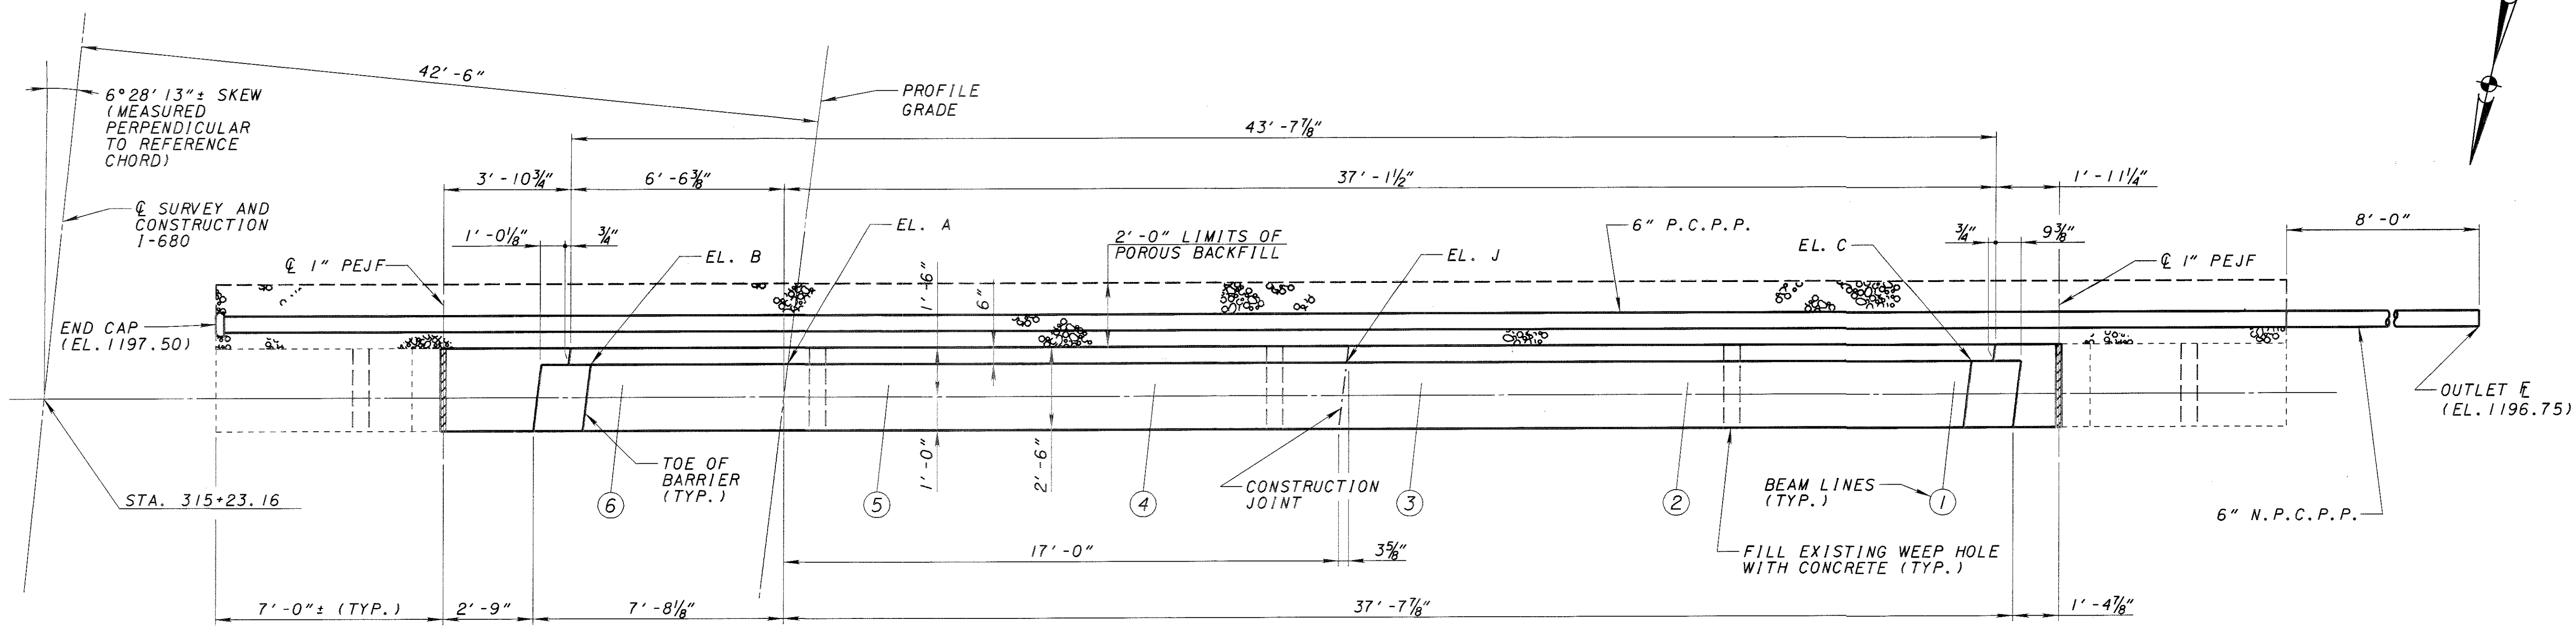 42'-6"
6°28'13"± SKEW
(MEASURED
PERPENDICULAR
TO REFERENCE
CHORD)
PROFILE
GRADE
43'-7⅞"
3'-10¾"
6'-6⅜"
37'-1½"
1'-11¼"
℄ SURVEY AND
CONSTRUCTION
I-680
1'-0⅛"
¾"
EL. A
2'-0" LIMITS OF
POROUS BACKFILL
6" P.C.P.P.
¾"
9⅜"
8'-0"
℄ 1" PEJF
EL. B
1'-6"
6"
EL. J
EL. C
℄ 1" PEJF
END CAP
(EL. 1197.50)
OUTLET
(EL. 1196.75)
STA. 315+23.16
TOE OF
BARRIER
(TYP.)
1'-0"
2'-6"
CONSTRUCTION
JOINT
BEAM LINES
(TYP.)
6
5
4
3
2
1
6" N.P.C.P.P.
17'-0"
3⅝"
FILL EXISTING WEEP HOLE
WITH CONCRETE (TYP.)
7'-0"± (TYP.)
2'-9"
7'-8⅛"
37'-7⅞"
1'-4⅞"